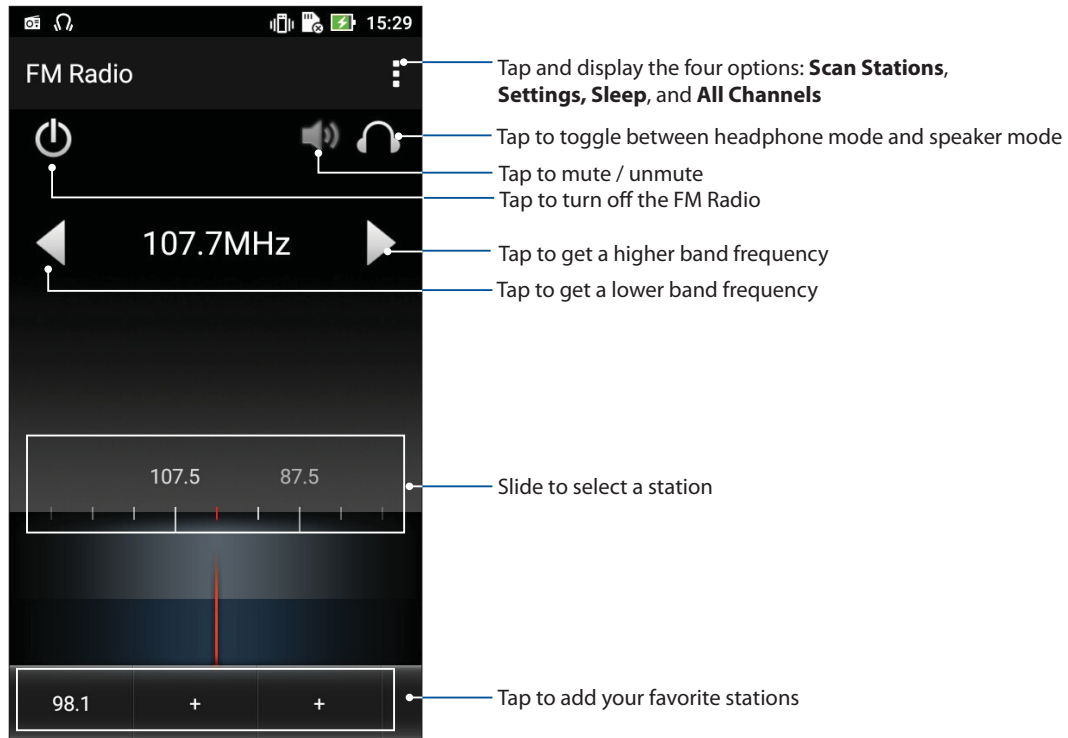 15:29
FM Radio
Tap and display the four options: Scan Stations,
Settings, Sleep, and All Channels
Tap to toggle between headphone mode and speaker mode
Tap to mute / unmute
Tap to turn off the FM Radio
107.7MHz
Tap to get a higher band frequency
Tap to get a lower band frequency
107.5 87.5
Slide to select a station
98.1 + +
Tap to add your favorite stations